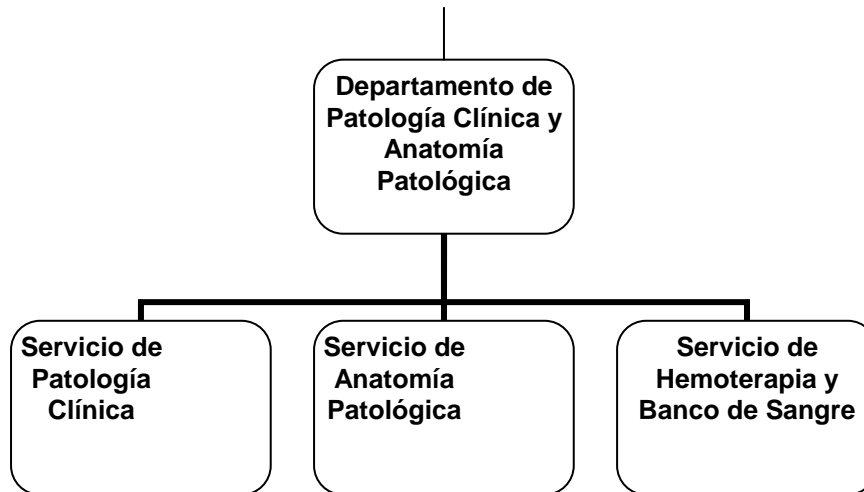 Departamento de
Patología Clínica y
Anatomía
Patológica
Servicio de
Patología
Clínica
Servicio de
Anatomía
Patológica
Servicio de
Hemoterapia y
Banco de Sangre